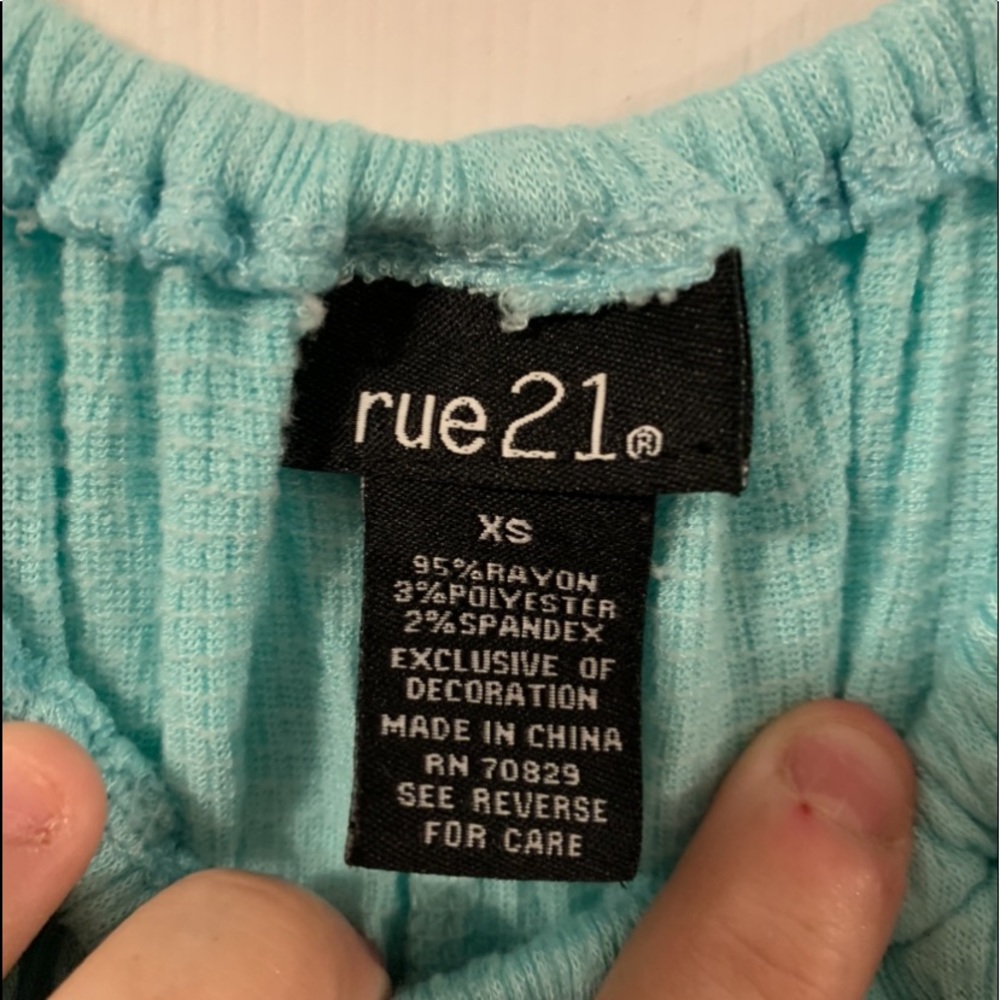 rue21®
XS
95%RAYON
3%POLYESTER
2%SPANDEX
EXCLUSIVE OF
DECORATION
MADE IN CHINA
RN 70829
SEE REVERSE
FOR CARE